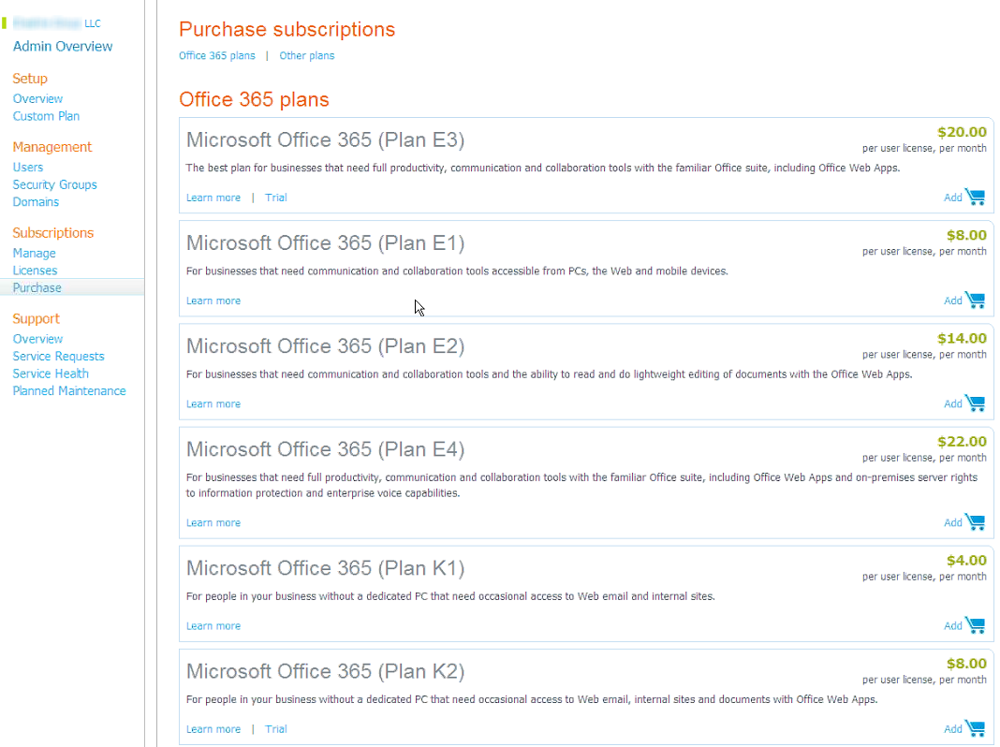 LLC
Admin Overview
Setup
Overview
Custom Plan
Management
Users
Security Groups
Domains
Subscriptions
Manage
Licenses
Purchase
Support
Overview
Service Requests
Service Health
Planned Maintenance
Purchase subscriptions
Office 365 plans | Other plans
Office 365 plans
Microsoft Office 365 (Plan E3)
$20.00
per user license, per month
The best plan for businesses that need full productivity, communication and collaboration tools with the familiar Office suite, including Office Web Apps.
Learn more | Trial
Add
Microsoft Office 365 (Plan E1)
$8.00
per user license, per month
For businesses that need communication and collaboration tools accessible from PCs, the Web and mobile devices.
Learn more
Add
Microsoft Office 365 (Plan E2)
$14.00
per user license, per month
For businesses that need communication and collaboration tools and the ability to read and do lightweight editing of documents with the Office Web Apps.
Learn more
Add
Microsoft Office 365 (Plan E4)
$22.00
per user license, per month
For businesses that need full productivity, communication and collaboration tools with the familiar Office suite, including Office Web Apps and on-premises server rights
to information protection and enterprise voice capabilities.
Learn more
Add
Microsoft Office 365 (Plan K1)
$4.00
per user license, per month
For people in your business without a dedicated PC that need occasional access to Web email and internal sites.
Learn more
Add
Microsoft Office 365 (Plan K2)
$8.00
per user license, per month
For people in your business without a dedicated PC that need occasional access to Web email, internal sites and documents with Office Web Apps.
Learn more | Trial
Add